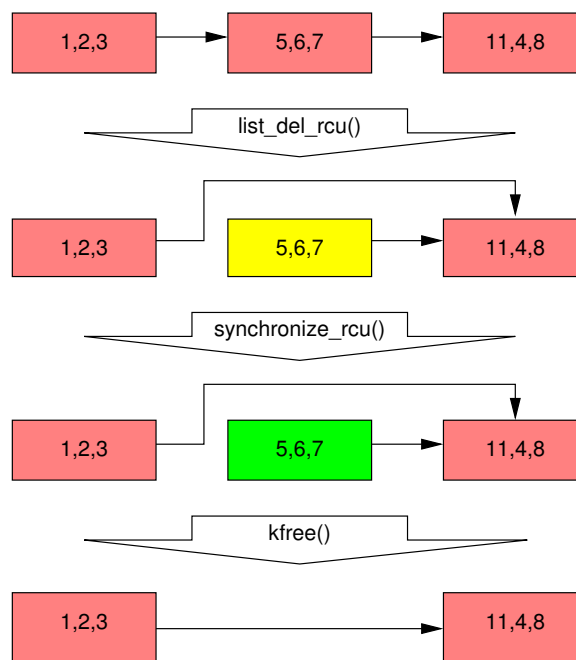 1,2,3 5,6,7 11,4,8
list_del_rcu()
1,2,3 5,6,7 11,4,8
synchronize_rcu()
1,2,3 5,6,7 11,4,8
kfree()
1,2,3 11,4,8